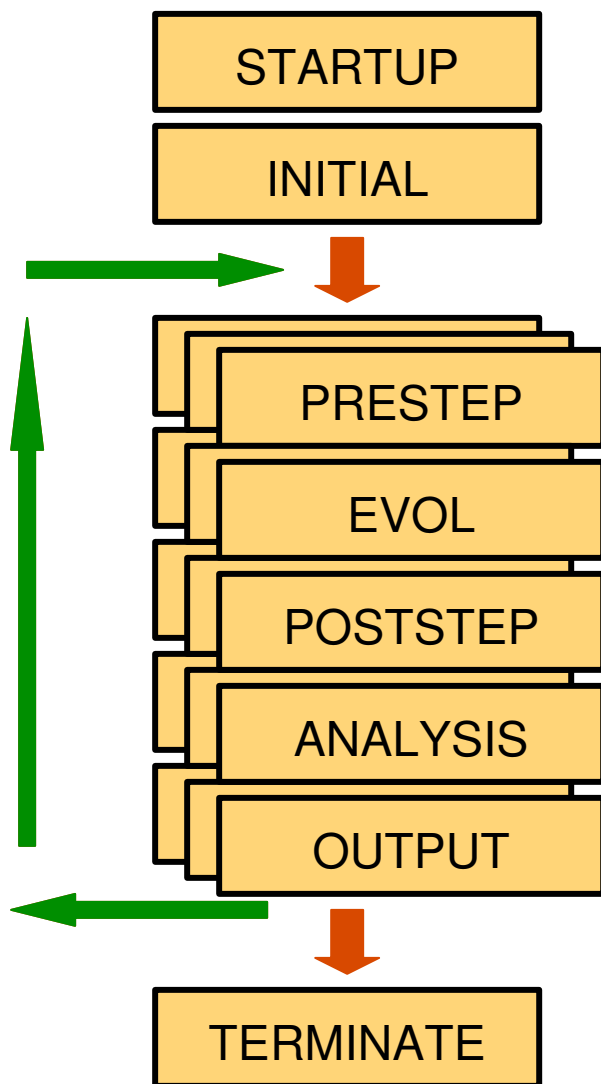 STARTUP
INITIAL
PRESTEP
EVOL
POSTSTEP
ANALYSIS
OUTPUT
TERMINATE